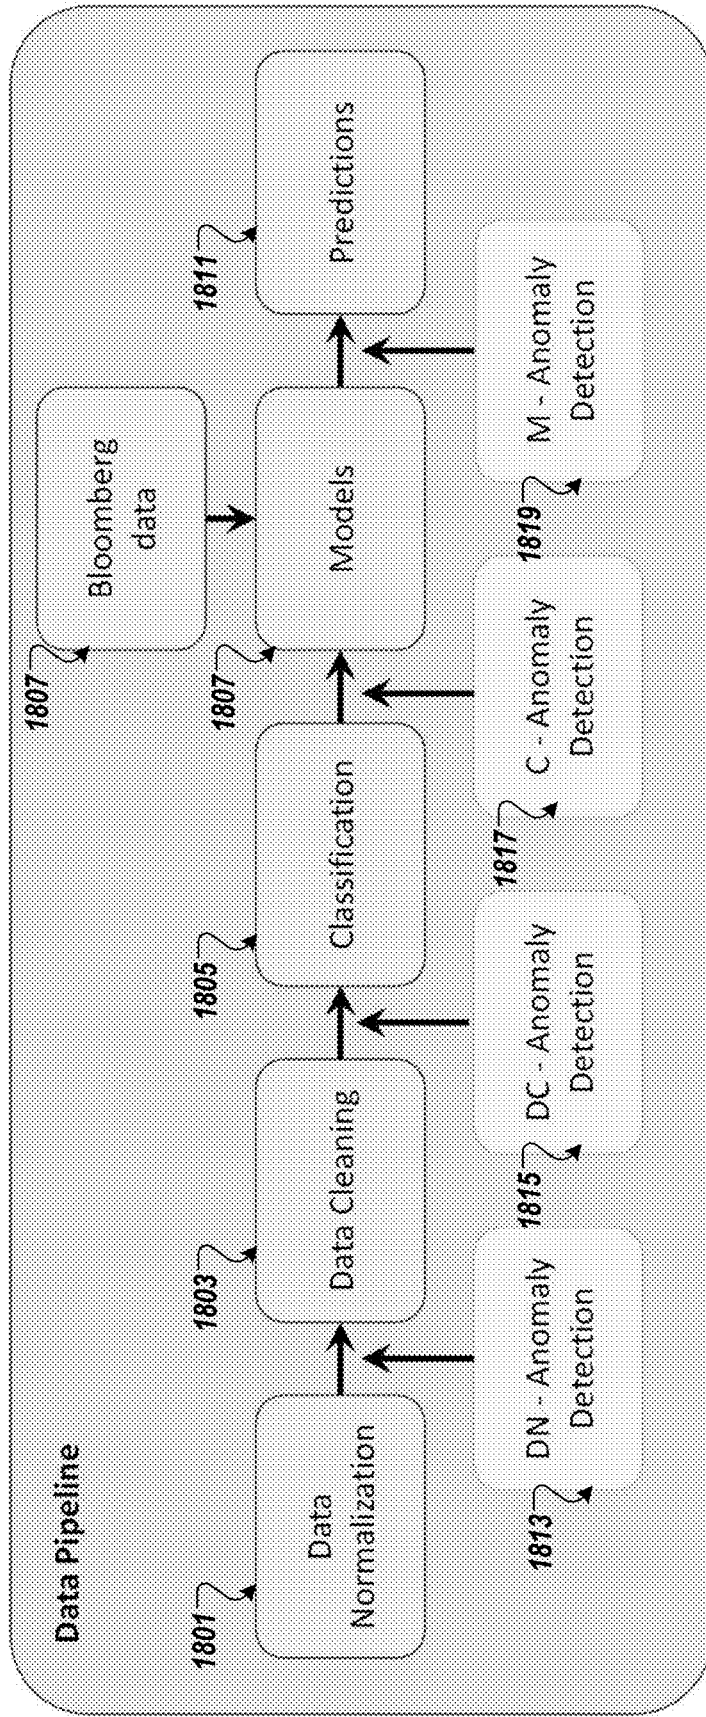 Data Pipeline
1807
Bloomberg
data
1801
Data
Normalization
1803
Data Cleaning
1805
Classification
1807
Models
1811
Predictions
1813
DN - Anomaly
Detection
1815
DC - Anomaly
Detection
1817
C - Anomaly
Detection
1819
M - Anomaly
Detection